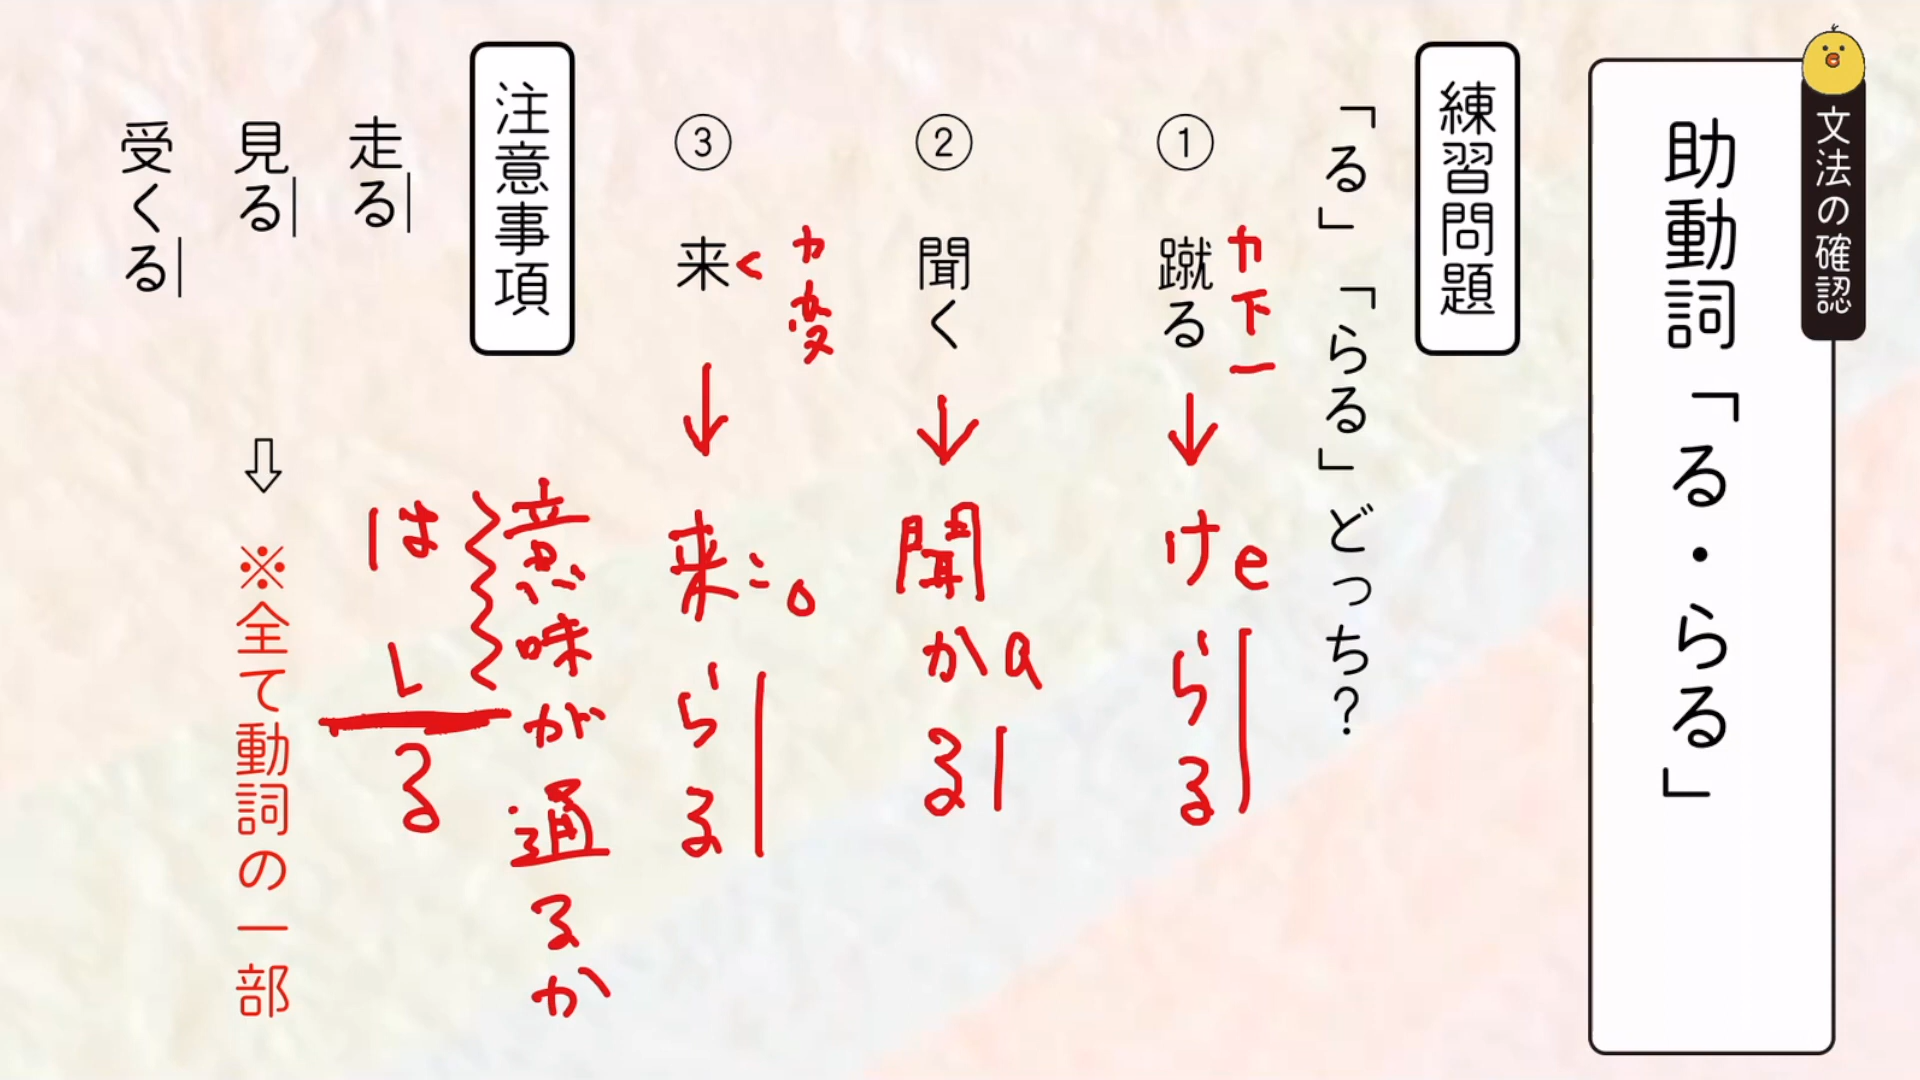 文法の確認
助動詞「る・らる」
練習問題
「る」「らる」どっち？
① 蹴る カ下一 ↓ けe らる
② 聞く ↓ 聞かa る
③ 来く カ変 ↓ 来こo らる
注意事項
意味が通るか
走る
はしる
見る ⇩ ※全て動詞の一部
受くる